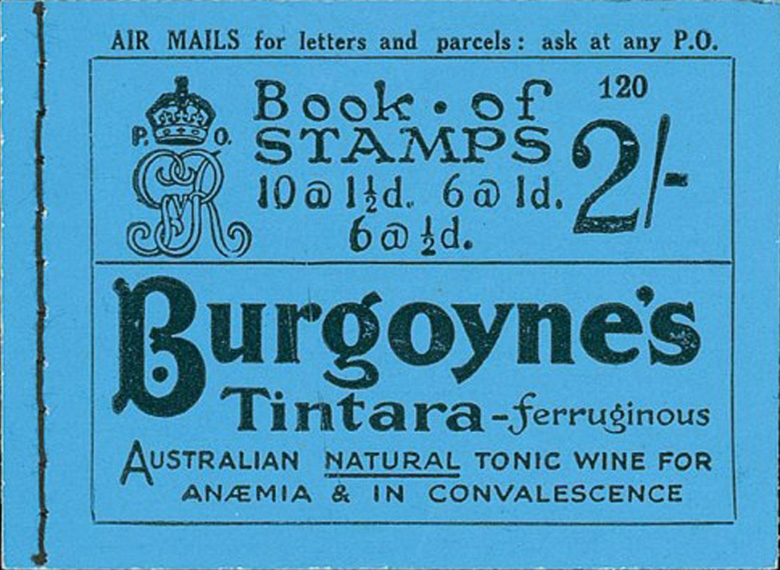 AIR MAILS for letters and parcels: ask at any P.O.
P. O.
GvR
Book · of
STAMPS
10@1½d. 6@1d.
6@½d.
120
2/-
Burgoyne's
Tintara-ferruginous
AUSTRALIAN NATURAL TONIC WINE FOR
ANÆMIA & IN CONVALESCENCE